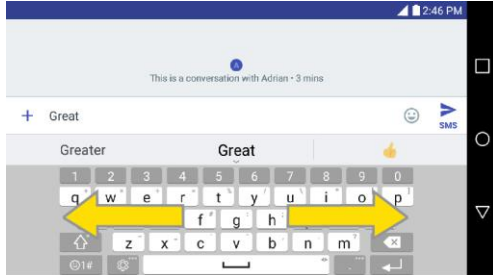 2:46 PM
A
This is a conversation with Adrian • 3 mins
Great
SMS
Greater Great
1 2 3 4 5 6 7 8 9 0
q w e r t y u i o p
f g h
z x c v b n m
1#